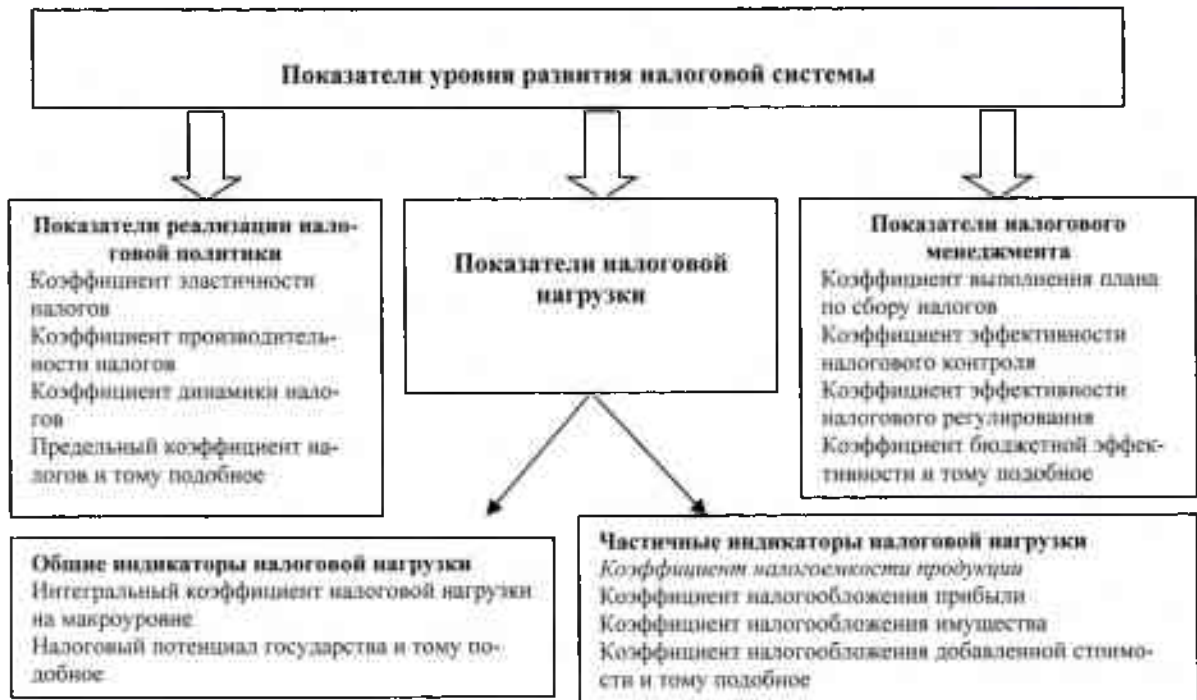 Показатели уровня развития налоговой системы
Показатели реализации нало-
говой политики
Коэффициент эластичности
налогов
Коэффициент производитель-
ности налогов
Коэффициент динамики нало-
гов
Предельный коэффициент на-
логов и тому подобное
Показатели налоговой
нагрузки
Показатели налогового
менеджмента
Коэффициент выполнения плана
по сбору налогов
Коэффициент эффективности
налогового контроля
Коэффициент эффективности
налогового регулирования
Коэффициент бюджетной эффек-
тивности и тому подобное
Общие индикаторы налоговой нагрузки
Интегральный коэффициент налоговой нагрузки
на макроуровне
Налоговый потенциал государства и тому по-
добное
Частичные индикаторы налоговой нагрузки
Коэффициент налогоемкости продукции
Коэффициент налогообложения прибыли
Коэффициент налогообложения имущества
Коэффициент налогообложения добавленной стоимо-
сти и тому подобное